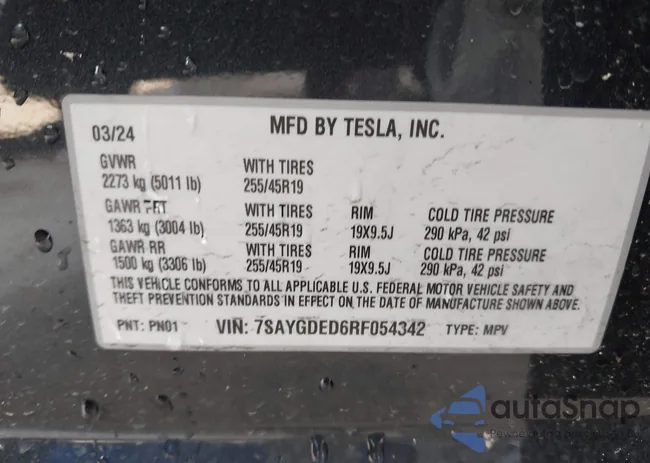 03/24 MFD BY TESLA, INC.
GVWR WITH TIRES
2273 kg (5011 lb) 255/45R19
GAWR FRT WITH TIRES RIM COLD TIRE PRESSURE
1363 kg (3004 lb) 255/45R19 19X9.5J 290 kPa, 42 psi
GAWR RR WITH TIRES RIM COLD TIRE PRESSURE
1500 kg (3306 lb) 255/45R19 19X9.5J 290 kPa, 42 psi
THIS VEHICLE CONFORMS TO ALL APPLICABLE U.S. FEDERAL MOTOR VEHICLE SAFETY AND
THEFT PREVENTION STANDARDS IN EFFECT ON THE DATE OF MANUFACTURE SHOWN ABOVE.
PNT: PN01 VIN: 7SAYGDED6RF054342 TYPE: MPV
autoSnap